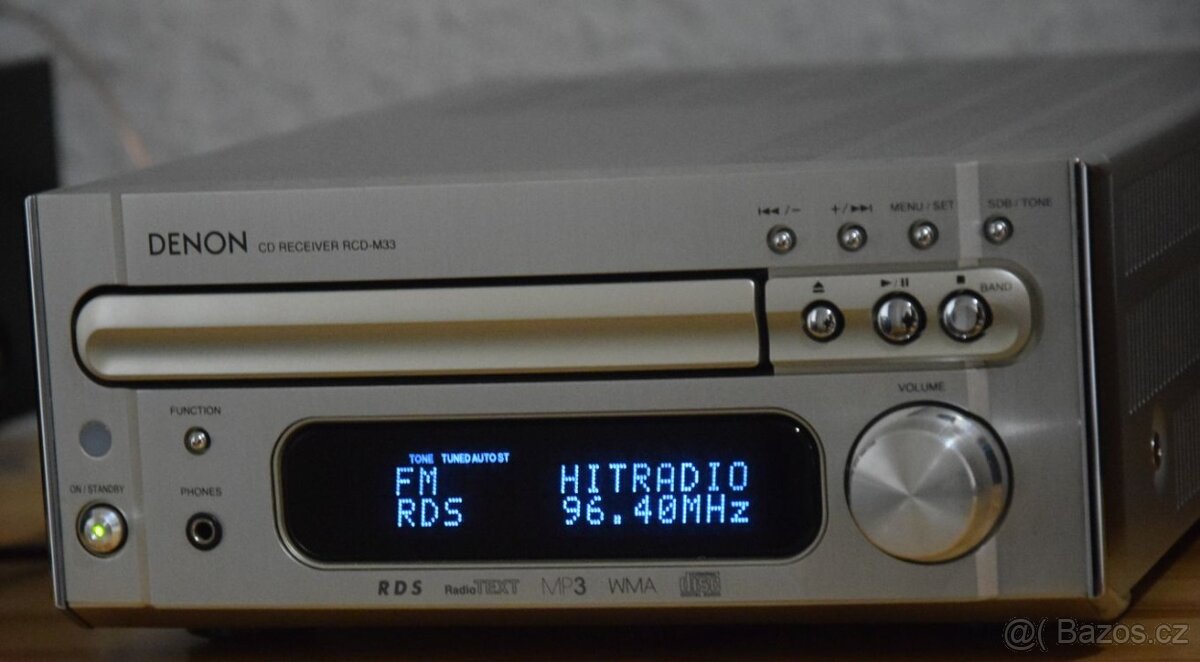 DENON CD RECEIVER RCD-M33
⏮/− +/⏭ MENU / SET SDB / TONE
⏏ ▶/⏸ ■ BAND
VOLUME
FUNCTION
ON / STANDBY
PHONES
TONE TUNED AUTO ST
FM HITRADIO
RDS 96.40MHz
RDS RadioTEXT MP3 WMA disc
@( Bazos.cz